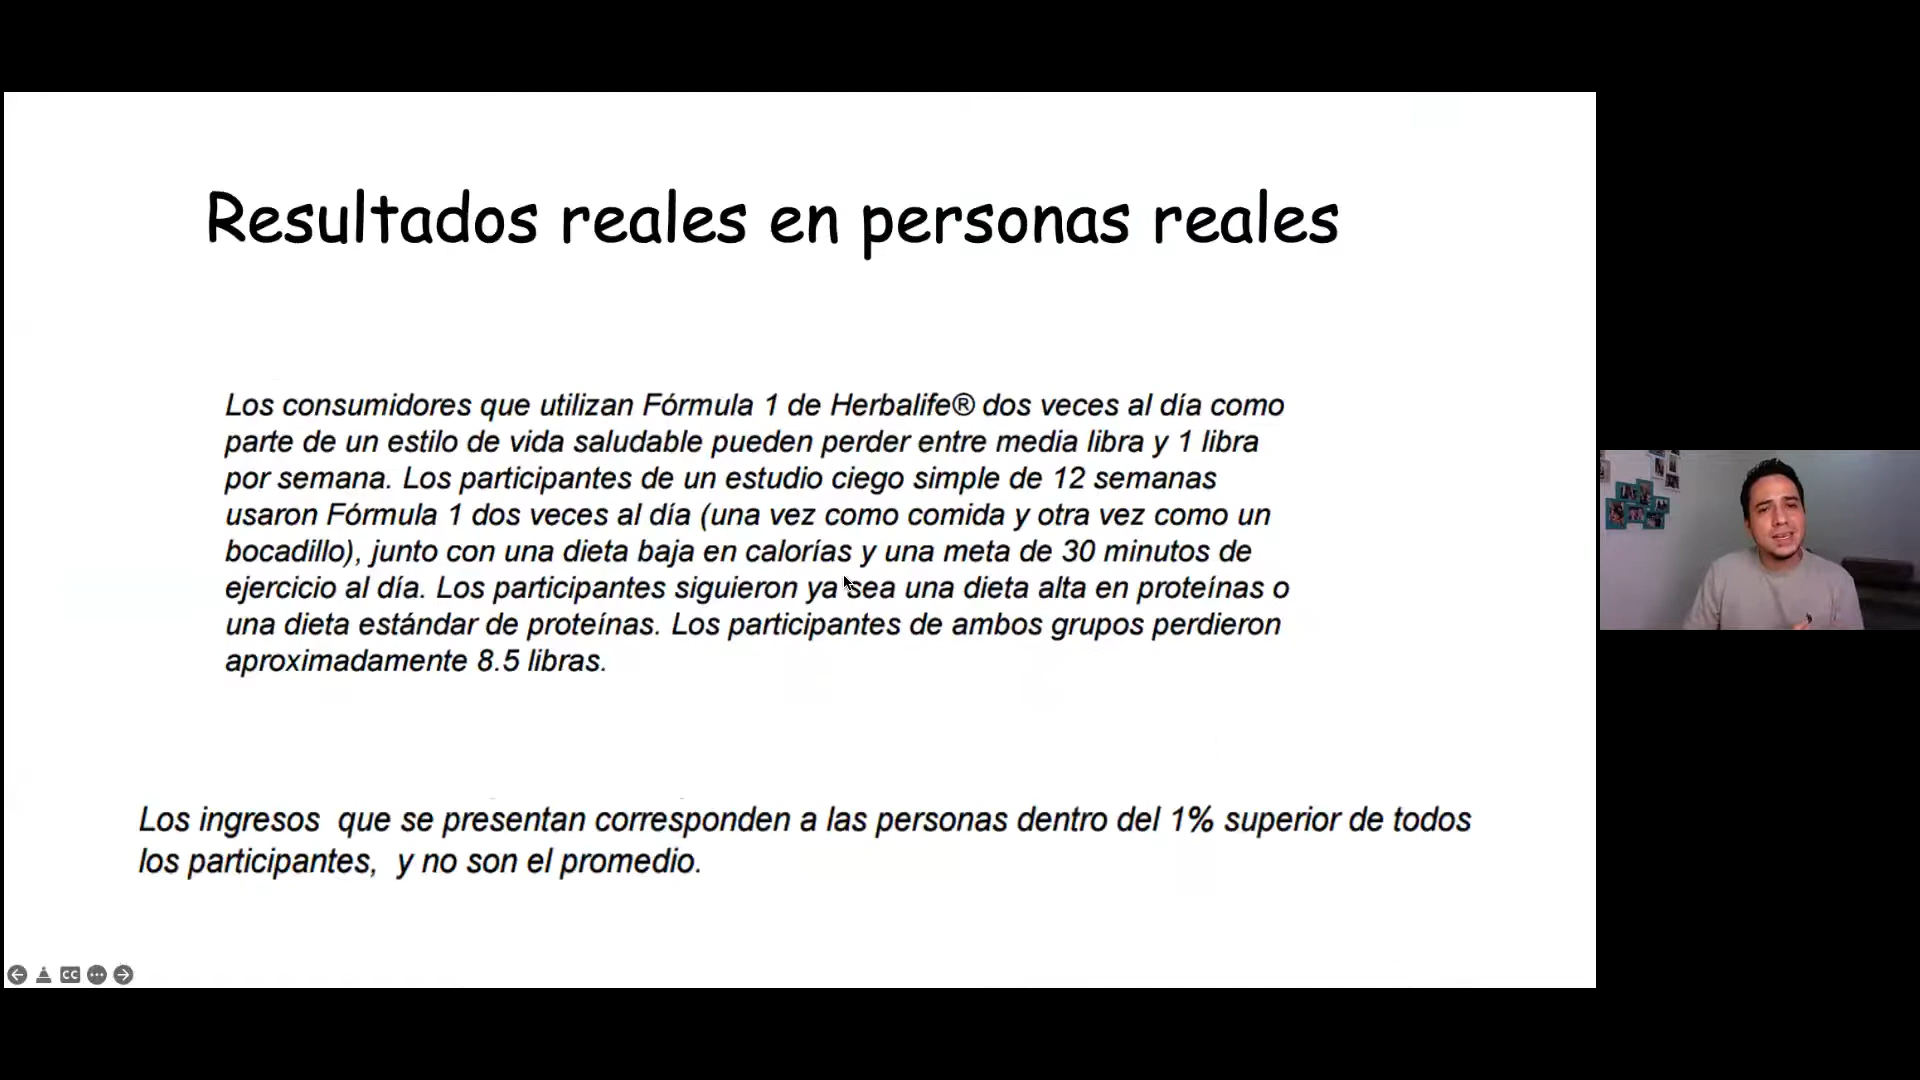 Resultados reales en personas reales
Los consumidores que utilizan Fórmula 1 de Herbalife® dos veces al día como
parte de un estilo de vida saludable pueden perder entre media libra y 1 libra
por semana. Los participantes de un estudio ciego simple de 12 semanas
usaron Fórmula 1 dos veces al día (una vez como comida y otra vez como un
bocadillo), junto con una dieta baja en calorías y una meta de 30 minutos de
ejercicio al día. Los participantes siguieron ya sea una dieta alta en proteínas o
una dieta estándar de proteínas. Los participantes de ambos grupos perdieron
aproximadamente 8.5 libras.
Los ingresos que se presentan corresponden a las personas dentro del 1% superior de todos
los participantes, y no son el promedio.
CC